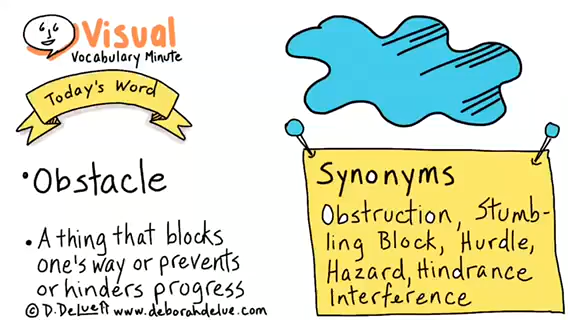 Visual
Vocabulary Minute
Today's Word
• Obstacle
• A thing that blocks
one's way or prevents
or hinders progress
© D. DeLuett www.deborahdelue.com
Synonyms
Obstruction, Stumb-
ling Block, Hurdle,
Hazard, Hindrance
Interference